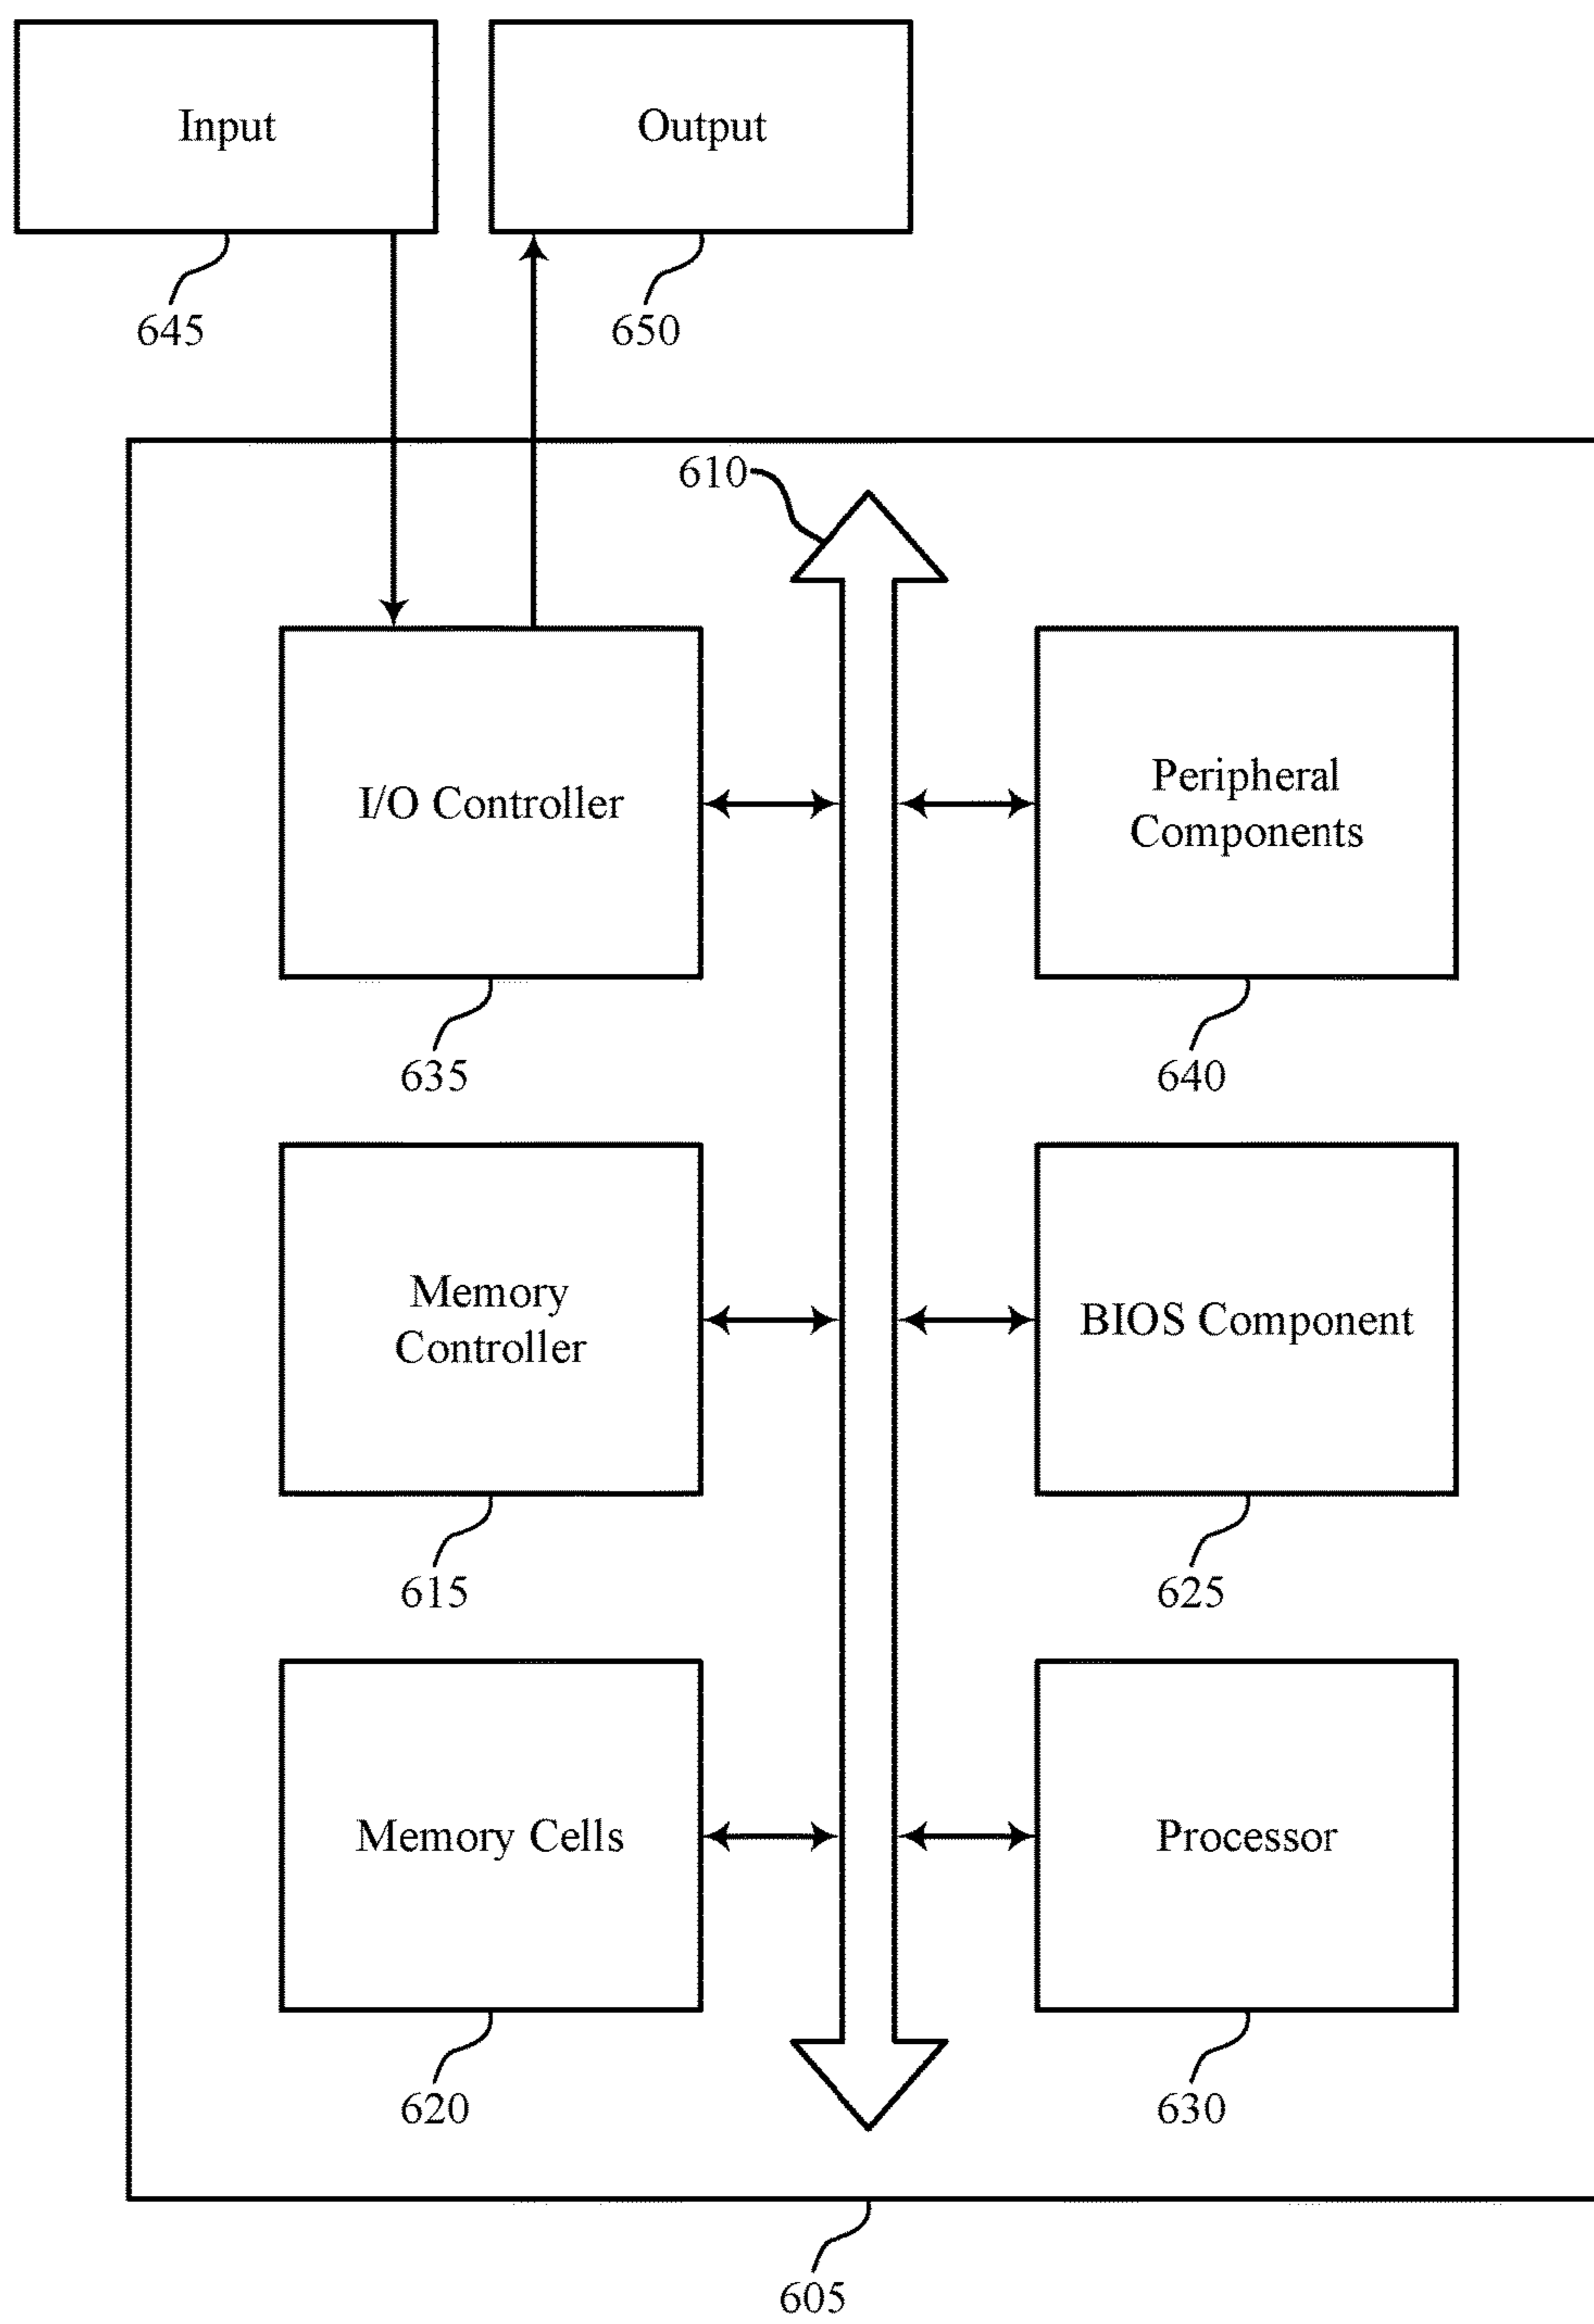 Input
Output
645
650
610
I/O Controller
Peripheral
Components
635
640
Memory
Controller
BIOS Component
615
625
Memory Cells
Processor
620
630
605